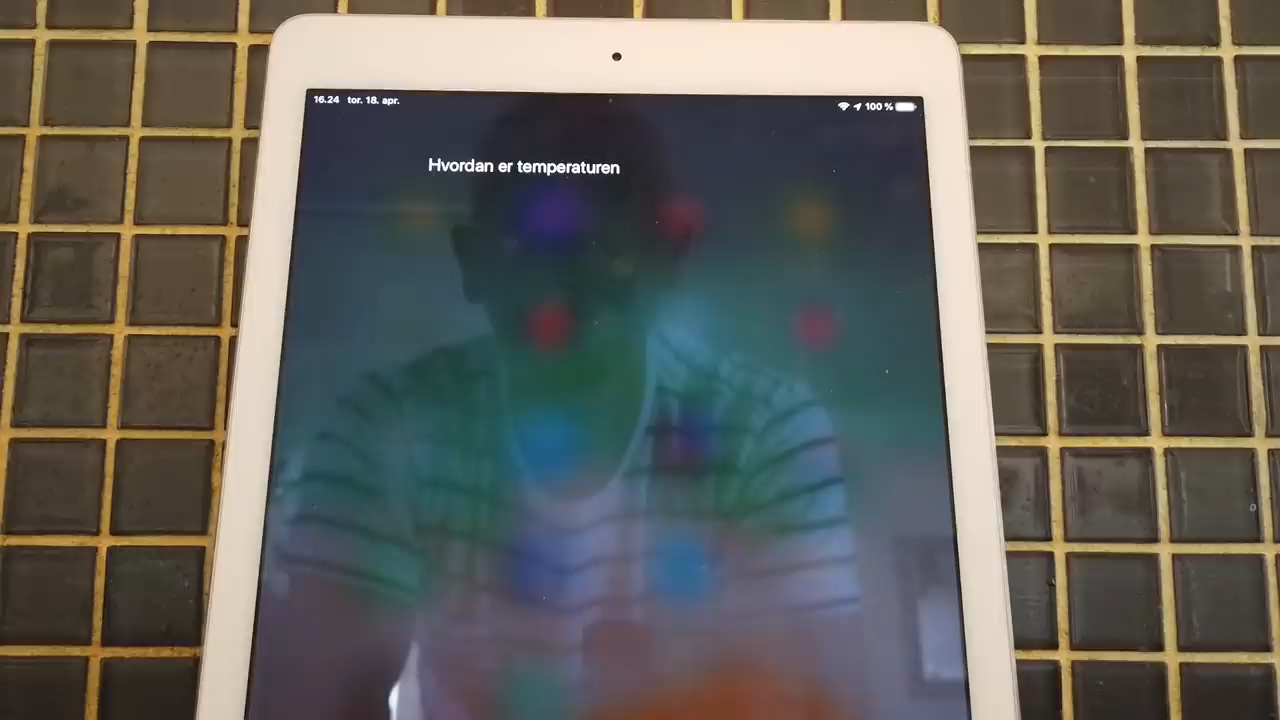 16.24 tor. 18. apr. 100 %
Hvordan er temperaturen